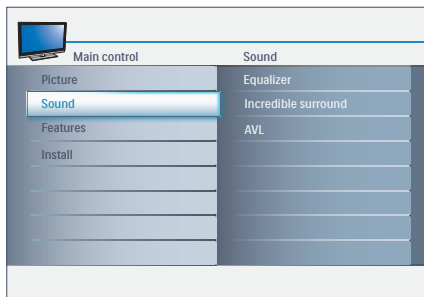 Main control
Sound
Picture
Equalizer
Sound
Incredible surround
Features
AVL
Install